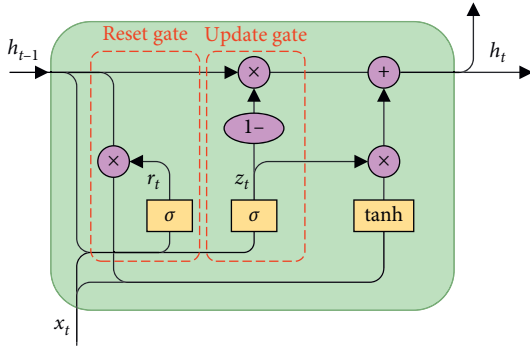 Reset gate Update gate
h_{t–1}
h_t
×
+
1–
×
×
r_t
z_t
σ
σ
tanh
x_t